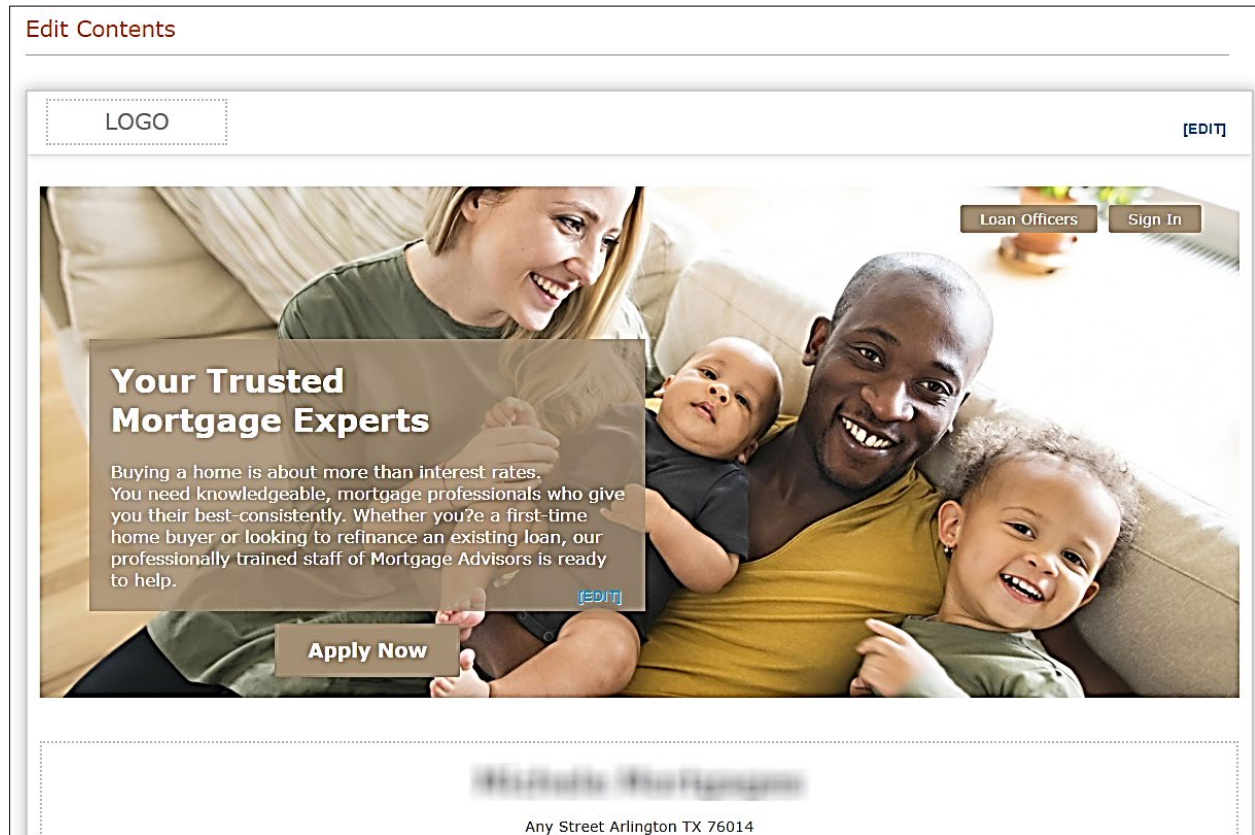 Edit Contents
LOGO
[EDIT]
Loan Officers
Sign In
Your Trusted
Mortgage Experts
Buying a home is about more than interest rates.
You need knowledgeable, mortgage professionals who give
you their best-consistently. Whether you?e a first-time
home buyer or looking to refinance an existing loan, our
professionally trained staff of Mortgage Advisors is ready
to help.
[EDIT]
Apply Now
Any Street Arlington TX 76014